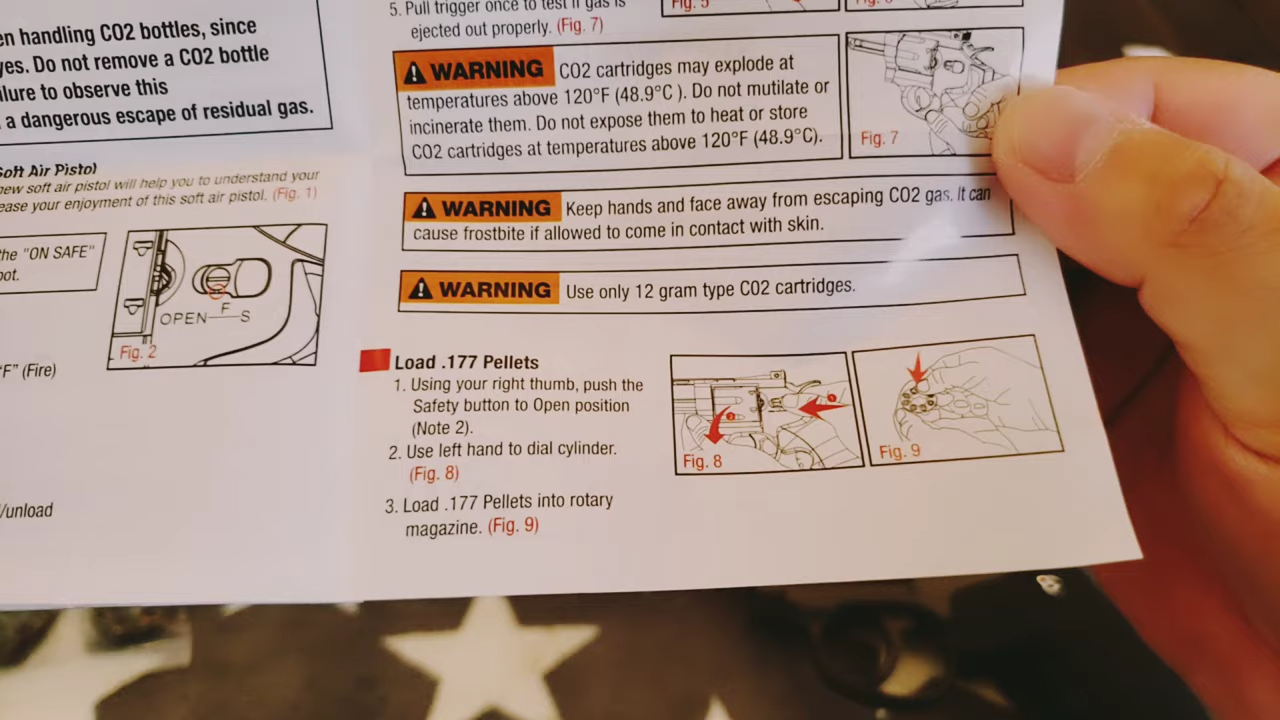 en handling CO2 bottles, since
yes. Do not remove a CO2 bottle
ilure to observe this
a dangerous escape of residual gas.
Soft Air Pistol
new soft air pistol will help you to understand your
ease your enjoyment of this soft air pistol. (Fig. 1)
the "ON SAFE"
oot.
OPEN F S
Fig. 2
"F" (Fire)
/unload
5. Pull trigger once to test if gas is
ejected out properly. (Fig. 7)
Fig. 5
Fig. 6
WARNING CO2 cartridges may explode at
temperatures above 120°F (48.9°C ). Do not mutilate or
incinerate them. Do not expose them to heat or store
CO2 cartridges at temperatures above 120°F (48.9°C).
Fig. 7
WARNING Keep hands and face away from escaping CO2 gas. It can
cause frostbite if allowed to come in contact with skin.
WARNING Use only 12 gram type CO2 cartridges.
Load .177 Pellets
1. Using your right thumb, push the
Safety button to Open position
(Note 2).
2. Use left hand to dial cylinder.
(Fig. 8)
3. Load .177 Pellets into rotary
magazine. (Fig. 9)
1
2
Fig. 8
Fig. 9